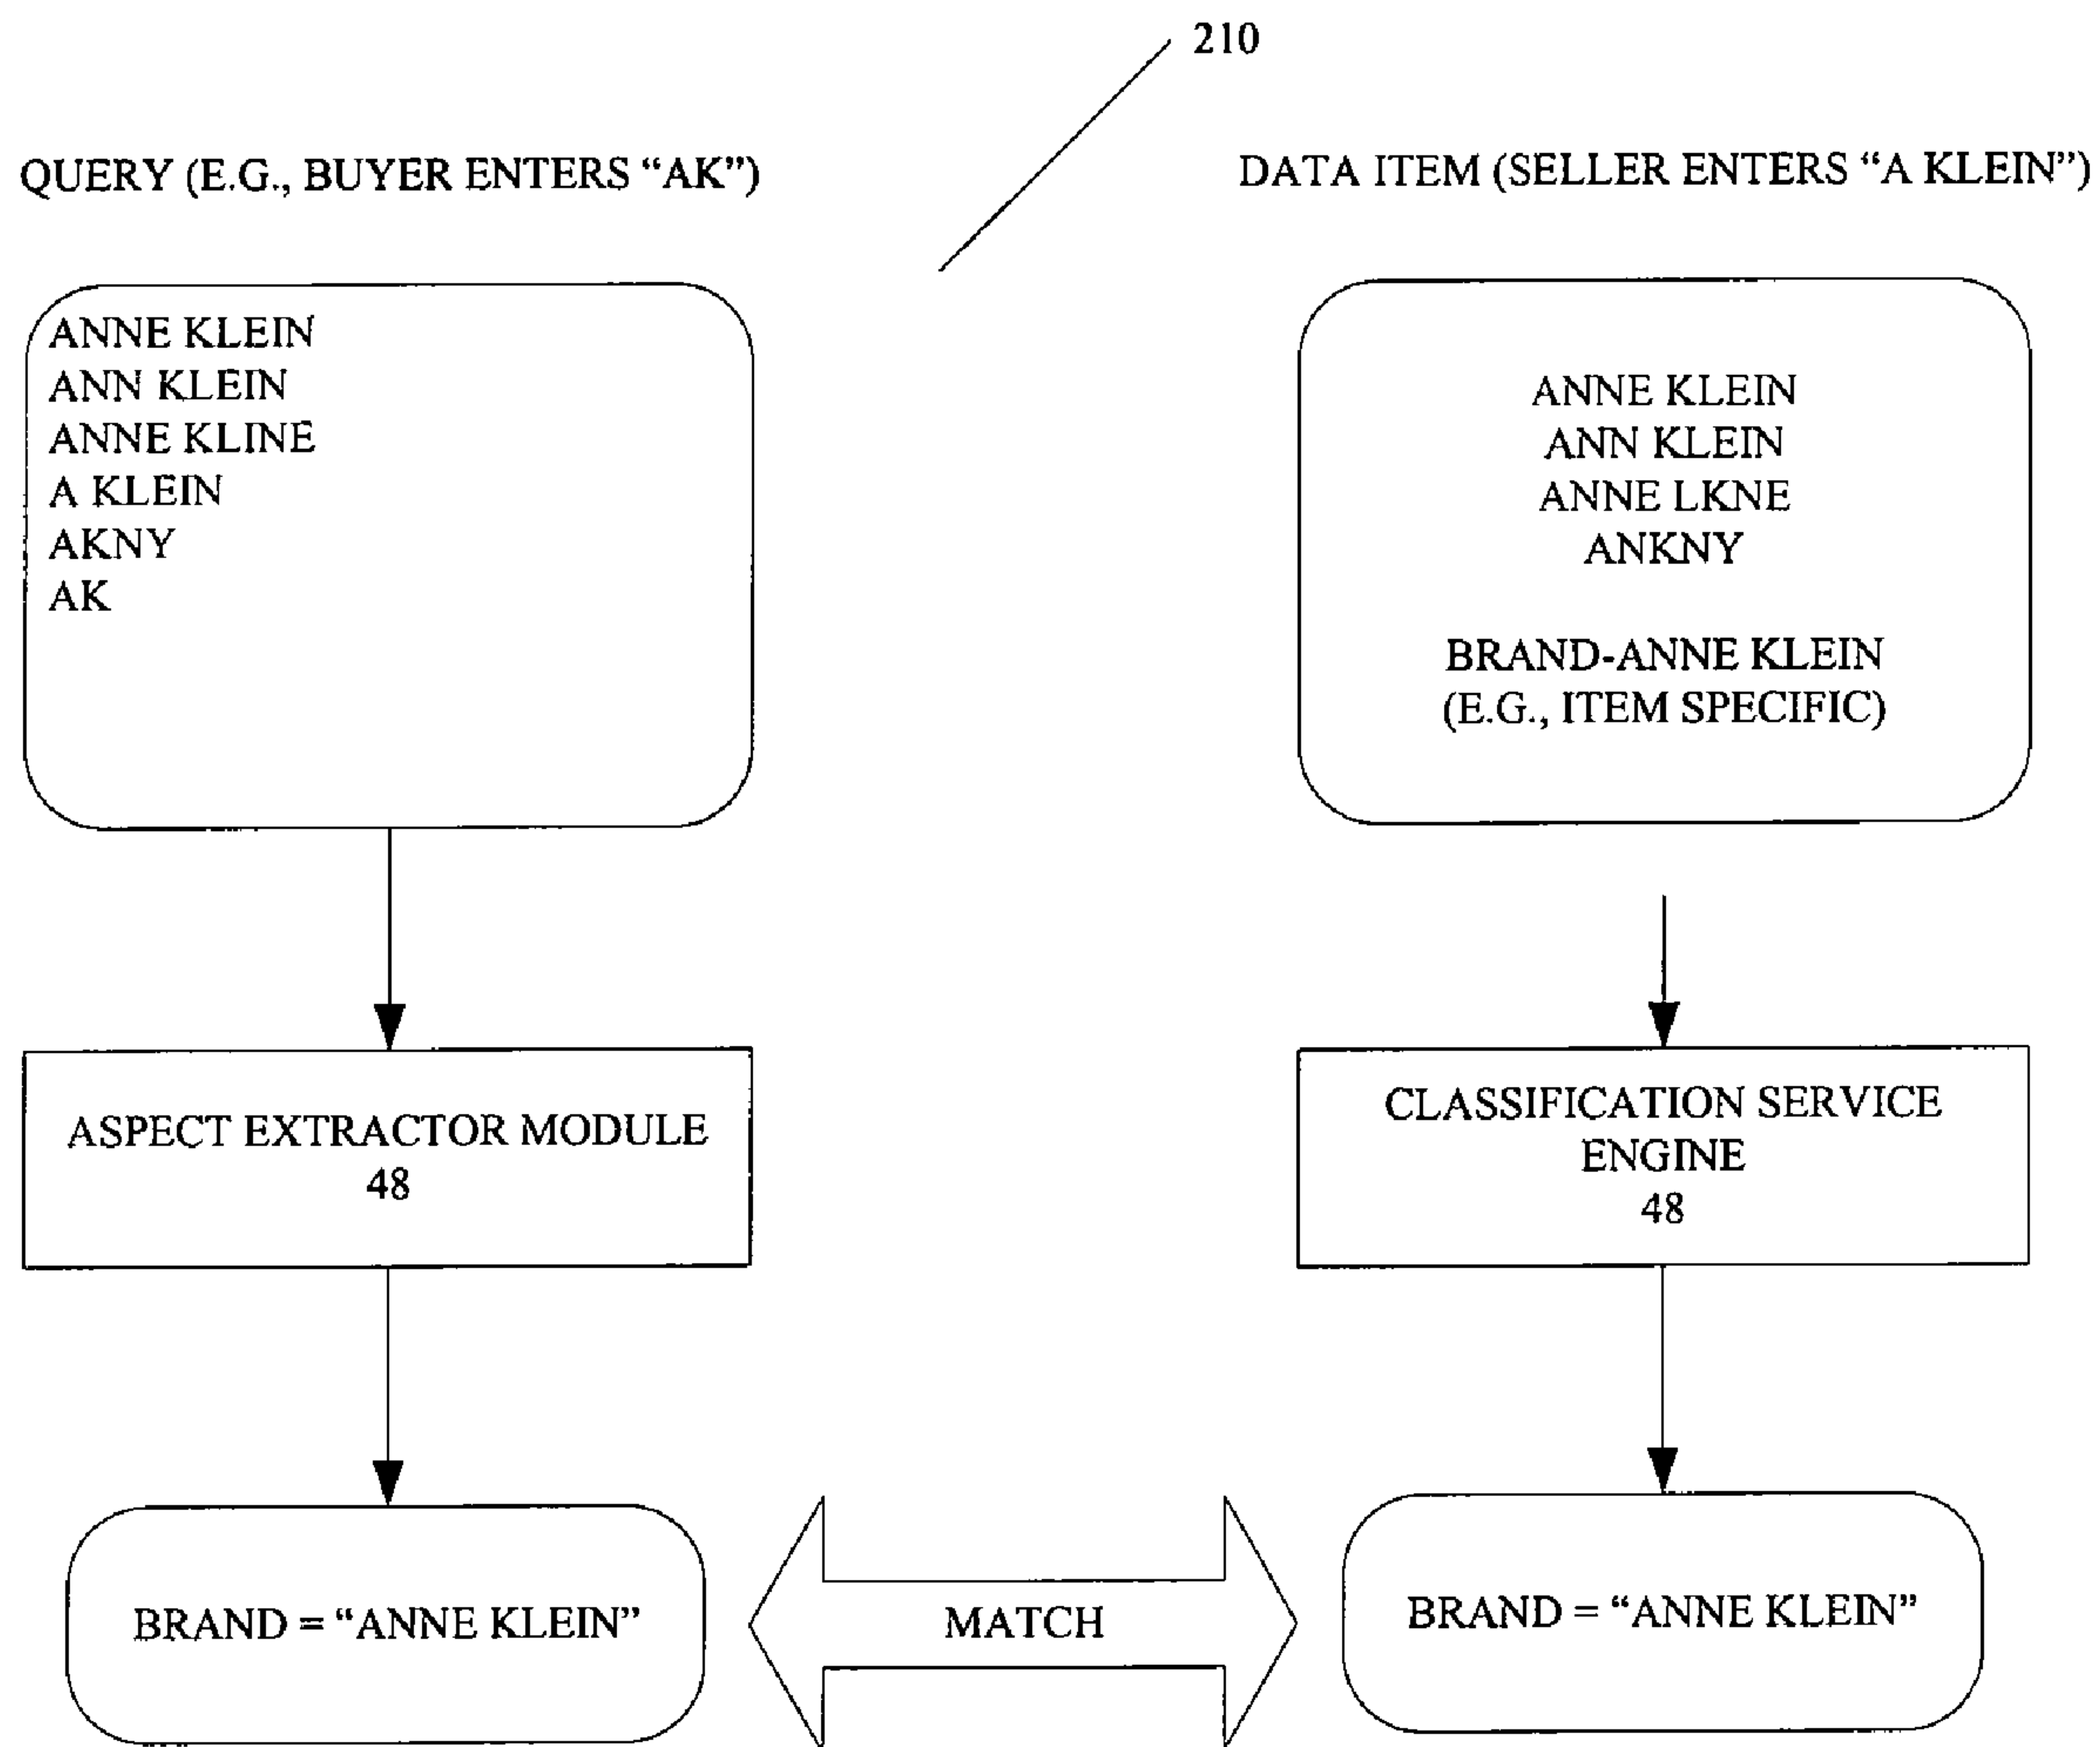 210
QUERY (E.G., BUYER ENTERS “AK”)
DATA ITEM (SELLER ENTERS “A KLEIN”)
ANNE KLEIN
ANN KLEIN
ANNE KLINE
A KLEIN
AKNY
AK
ANNE KLEIN
ANN KLEIN
ANNE LKNE
ANKNY
BRAND-ANNE KLEIN
(E.G., ITEM SPECIFIC)
ASPECT EXTRACTOR MODULE
48
CLASSIFICATION SERVICE
ENGINE
48
BRAND = “ANNE KLEIN”
MATCH
BRAND = “ANNE KLEIN”